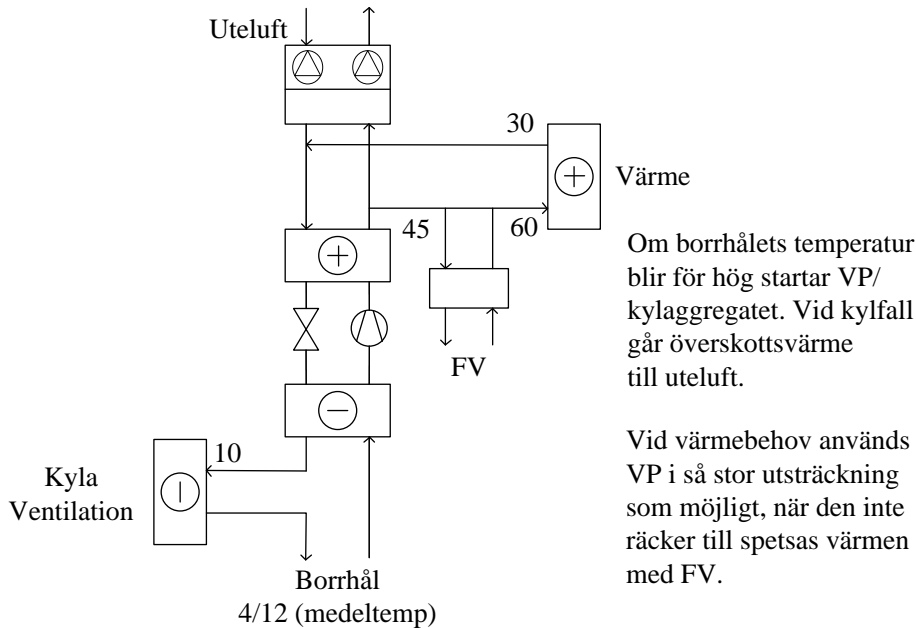 Uteluft
30
Värme
45
60
FV
Om borrhålets temperatur
blir för hög startar VP/
kylaggregatet. Vid kylfall
går överskottsvärme
till uteluft.
Vid värmebehov används
VP i så stor utsträckning
som möjligt, när den inte
räcker till spetsas värmen
med FV.
10
Kyla
Ventilation
Borrhål
4/12 (medeltemp)